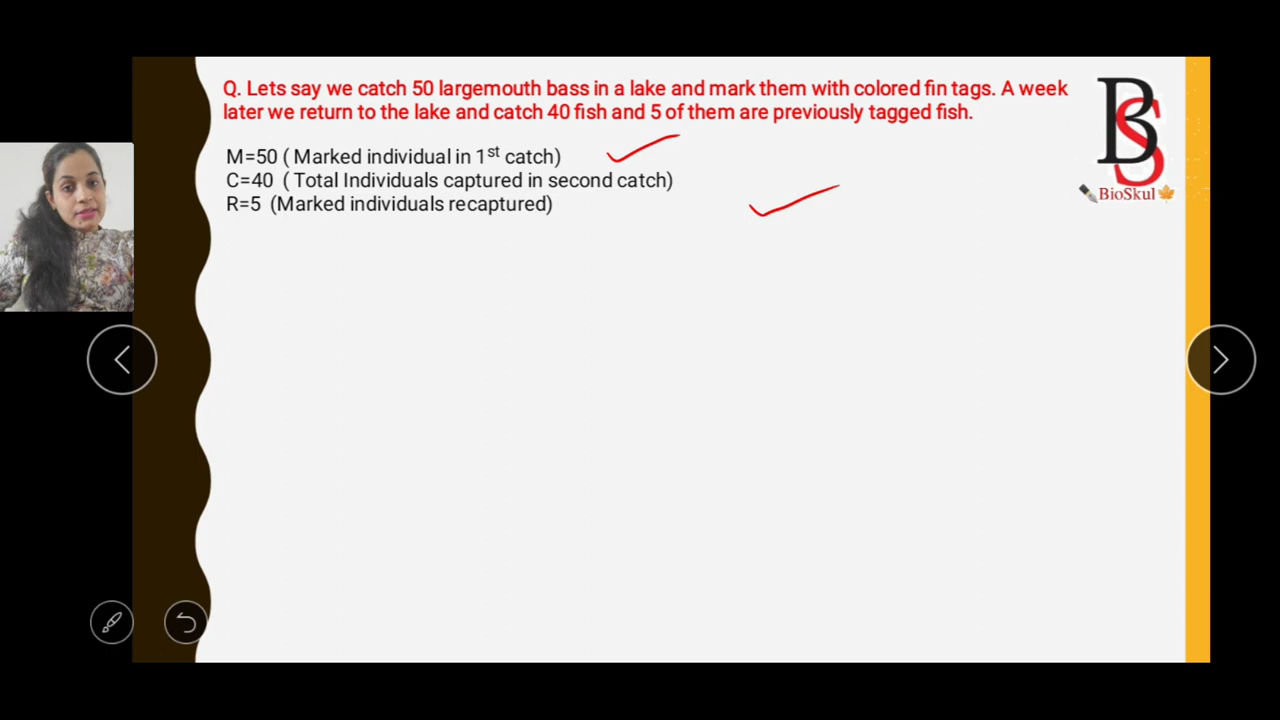 Q. Lets say we catch 50 largemouth bass in a lake and mark them with colored fin tags. A week
later we return to the lake and catch 40 fish and 5 of them are previously tagged fish.
M=50 ( Marked individual in 1st catch)
C=40 ( Total Individuals captured in second catch)
R=5 (Marked individuals recaptured)
BS
BioSkul